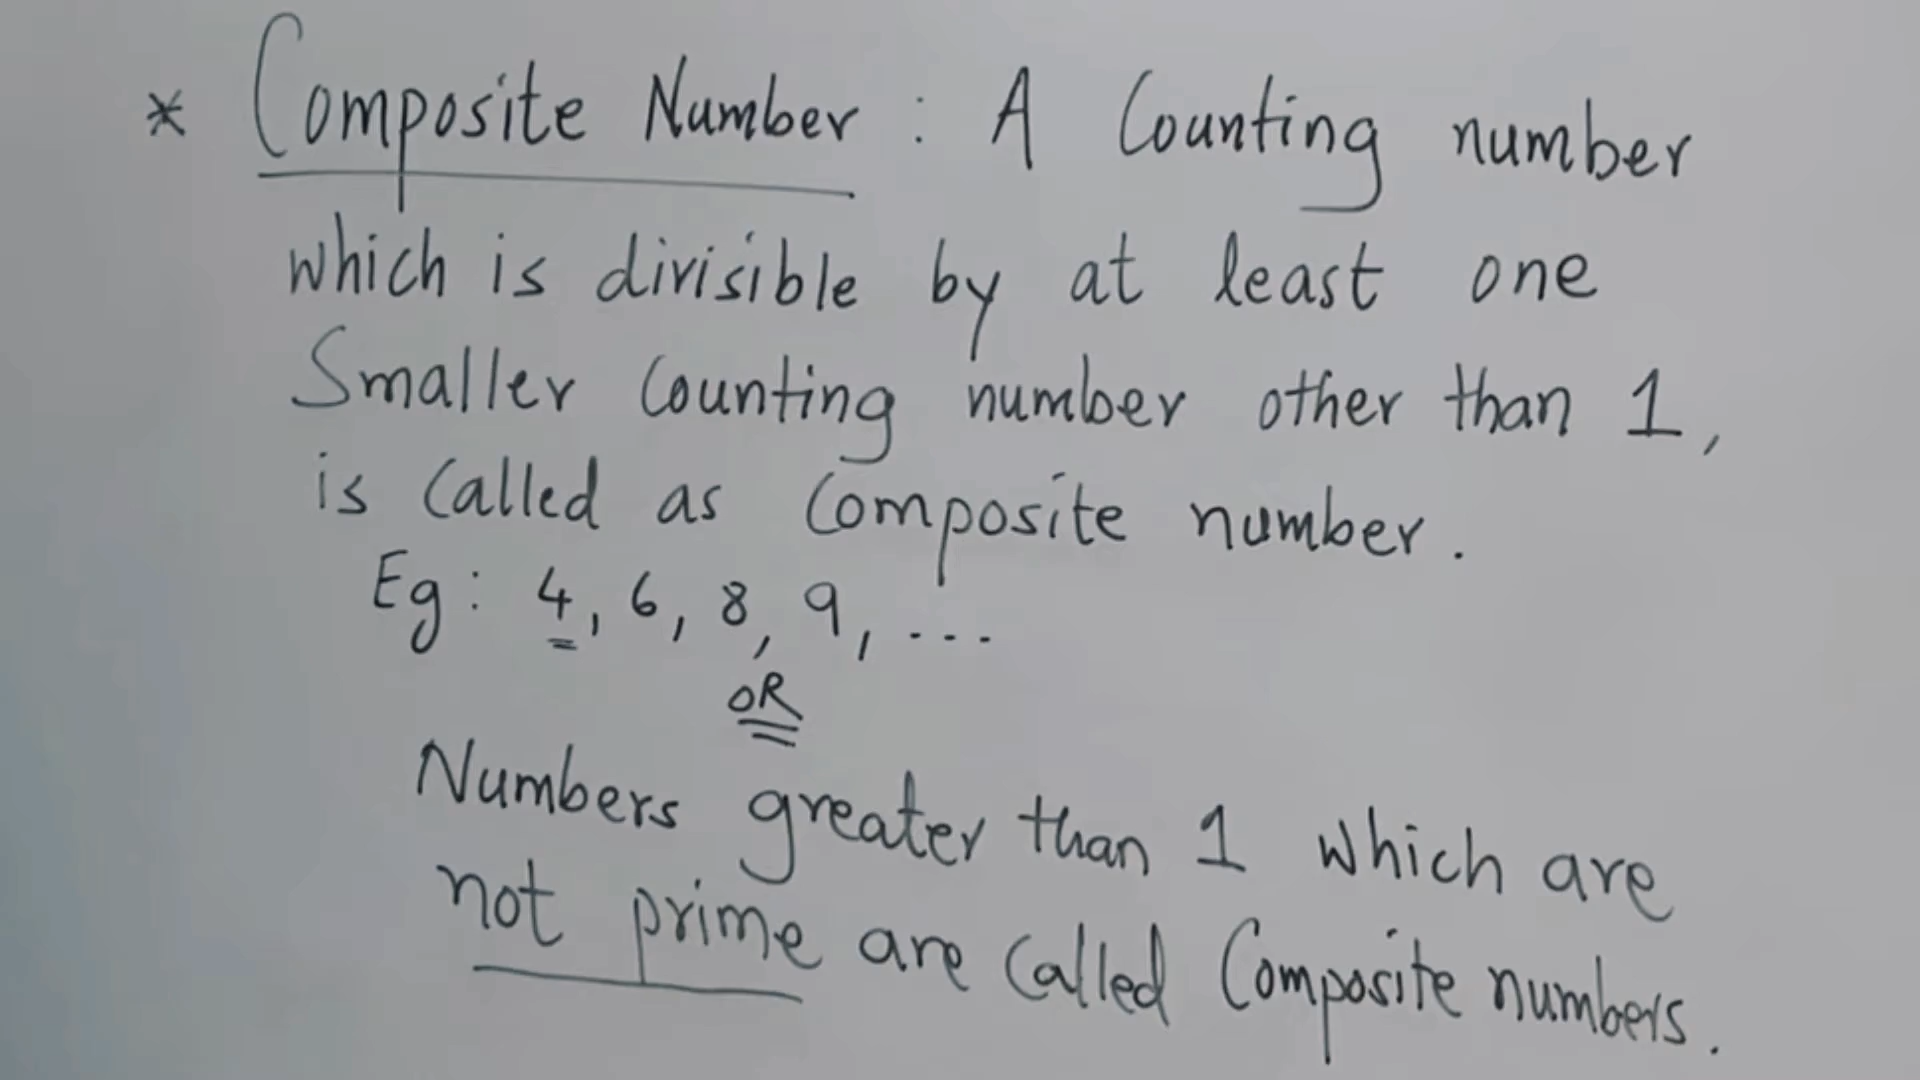 * Composite Number : A Counting number
which is divisible by at least one
Smaller Counting number other than 1,
is Called as Composite number.
Eg: 4, 6, 8, 9, ...
OR
Numbers greater than 1 which are
not prime are Called Composite numbers.